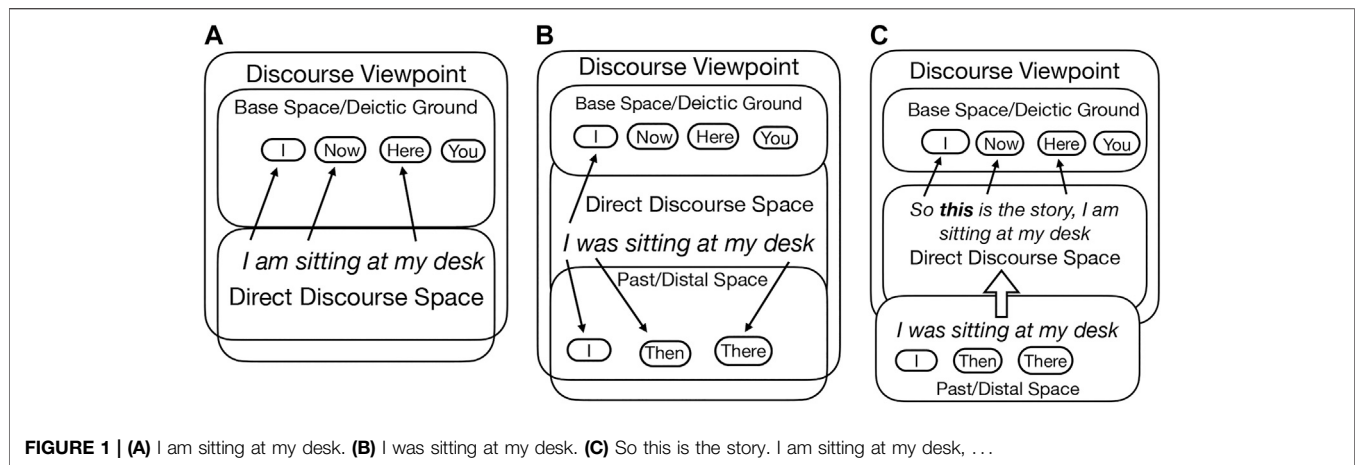 A
Discourse Viewpoint
Base Space/Deictic Ground
I Now Here You
I am sitting at my desk
Direct Discourse Space
B
Discourse Viewpoint
Base Space/Deictic Ground
I Now Here You
Direct Discourse Space
I was sitting at my desk
Past/Distal Space
I Then There
C
Discourse Viewpoint
Base Space/Deictic Ground
I Now Here You
So this is the story, I am
sitting at my desk
Direct Discourse Space
I was sitting at my desk
I Then There
Past/Distal Space
FIGURE 1 | (A) I am sitting at my desk. (B) I was sitting at my desk. (C) So this is the story. I am sitting at my desk, ...